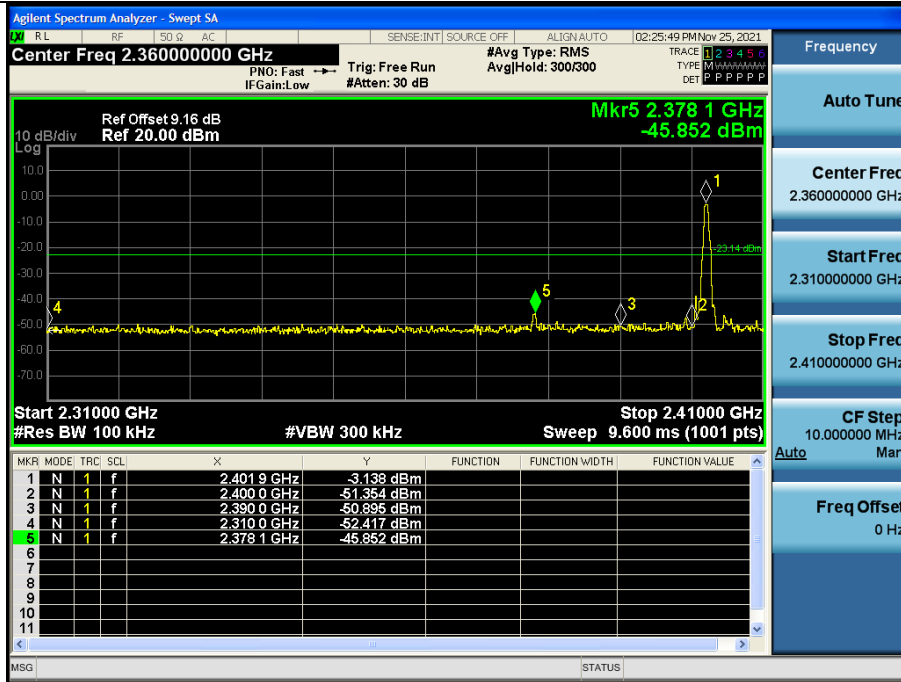 Agilent Spectrum Analyzer - Swept SA
LXI RL RF 50 Ω AC SENSE:INT SOURCE OFF ALIGN AUTO 02:25:49 PM Nov 25, 2021
Center Freq 2.360000000 GHz
PNO: Fast
IFGain:Low
Trig: Free Run
#Atten: 30 dB
#Avg Type: RMS
Avg|Hold: 300/300
TRACE 1 2 3 4 5 6
TYPE M W W W W W
DET P P P P P P
Mkr5 2.378 1 GHz
-45.852 dBm
Ref Offset 9.16 dB
10 dB/div Ref 20.00 dBm
Log
10.0
0.00
-10.0
-20.0
-30.0
-40.0
-50.0
-60.0
-70.0
1
-23.14 dBm
5
4
3
2
Start 2.31000 GHz Stop 2.41000 GHz
#Res BW 100 kHz #VBW 300 kHz Sweep 9.600 ms (1001 pts)
MKR MODE TRC SCL X Y FUNCTION FUNCTION WIDTH FUNCTION VALUE
1 N 1 f 2.401 9 GHz -3.138 dBm
2 N 1 f 2.400 0 GHz -51.354 dBm
3 N 1 f 2.390 0 GHz -50.895 dBm
4 N 1 f 2.310 0 GHz -52.417 dBm
5 N 1 f 2.378 1 GHz -45.852 dBm
6
7
8
9
10
11
MSG STATUS
Frequency
Auto Tune
Center Freq
2.360000000 GHz
Start Freq
2.310000000 GHz
Stop Freq
2.410000000 GHz
CF Step
10.000000 MHz
Auto Man
Freq Offset
0 Hz